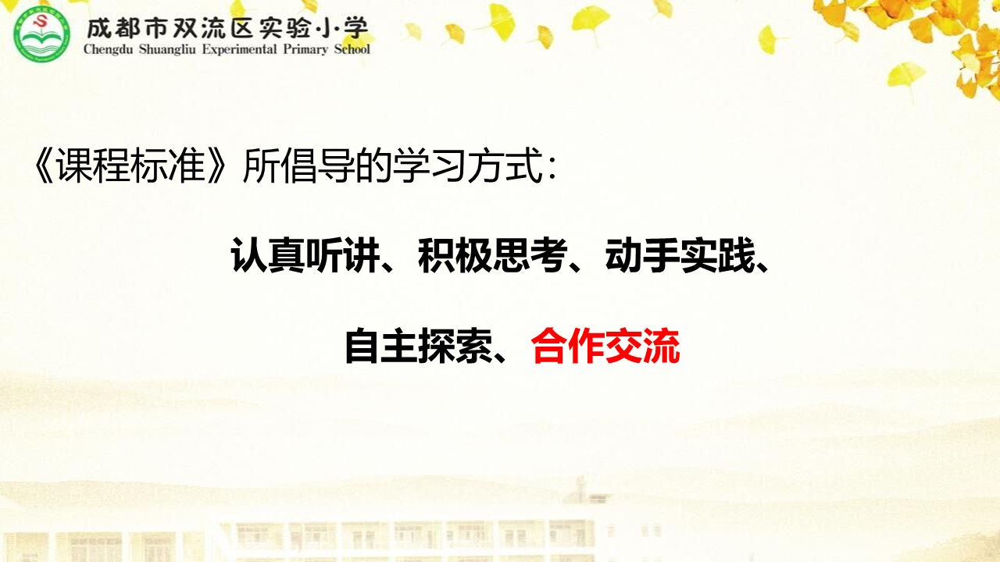 成都市双流区实验小学
Chengdu Shuangliu Experimental Primary School
《课程标准》所倡导的学习方式：
认真听讲、积极思考、动手实践、
自主探索、合作交流